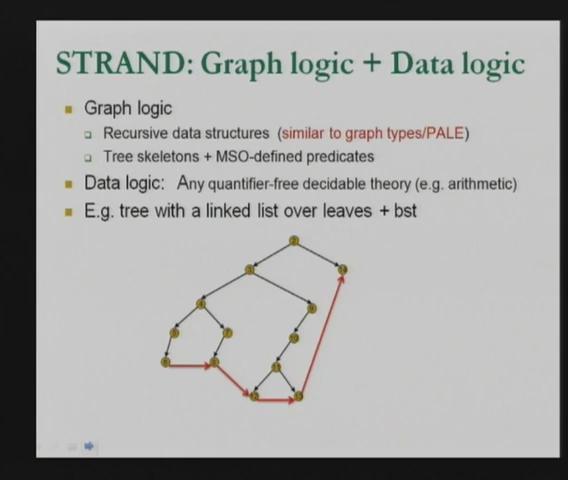 STRAND: Graph logic + Data logic
Graph logic
Recursive data structures (similar to graph types/PALE)
Tree skeletons + MSO-defined predicates
Data logic: Any quantifier-free decidable theory (e.g. arithmetic)
E.g. tree with a linked list over leaves + bst